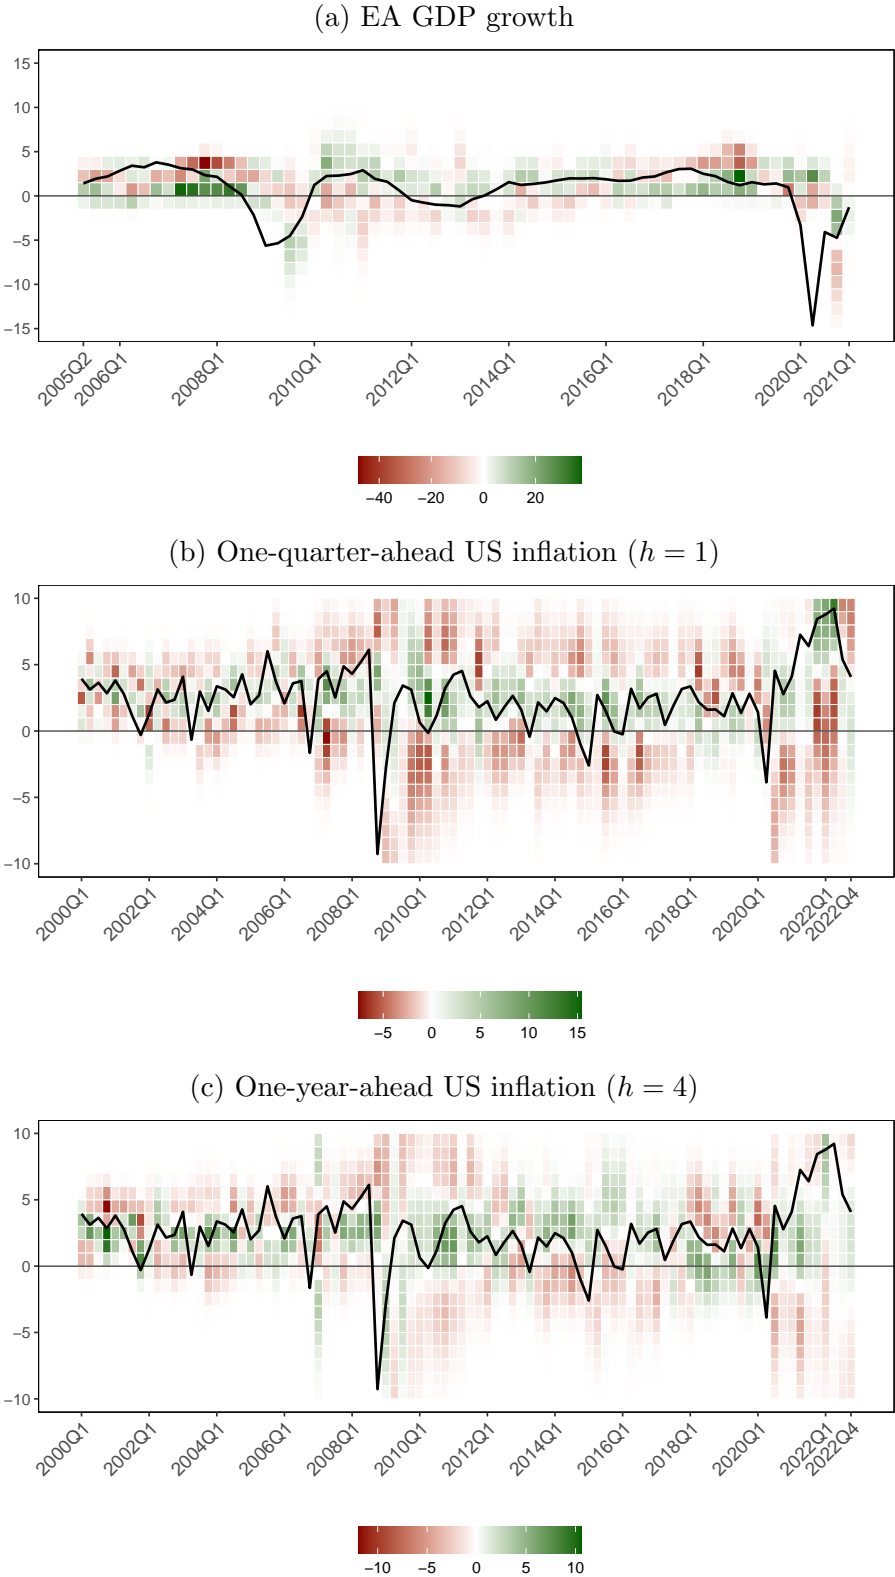 (a) EA GDP growth
15
10
5
0
−5
−10
−15
2005Q2 2006Q1 2008Q1 2010Q1 2012Q1 2014Q1 2016Q1 2018Q1 2020Q1 2021Q1
−40 −20 0 20
(b) One-quarter-ahead US inflation (h = 1)
10
5
0
−5
−10
2000Q1 2002Q1 2004Q1 2006Q1 2008Q1 2010Q1 2012Q1 2014Q1 2016Q1 2018Q1 2020Q1 2022Q1 2022Q4
−5 0 5 10 15
(c) One-year-ahead US inflation (h = 4)
10
5
0
−5
−10
2000Q1 2002Q1 2004Q1 2006Q1 2008Q1 2010Q1 2012Q1 2014Q1 2016Q1 2018Q1 2020Q1 2022Q1 2022Q4
−10 −5 0 5 10